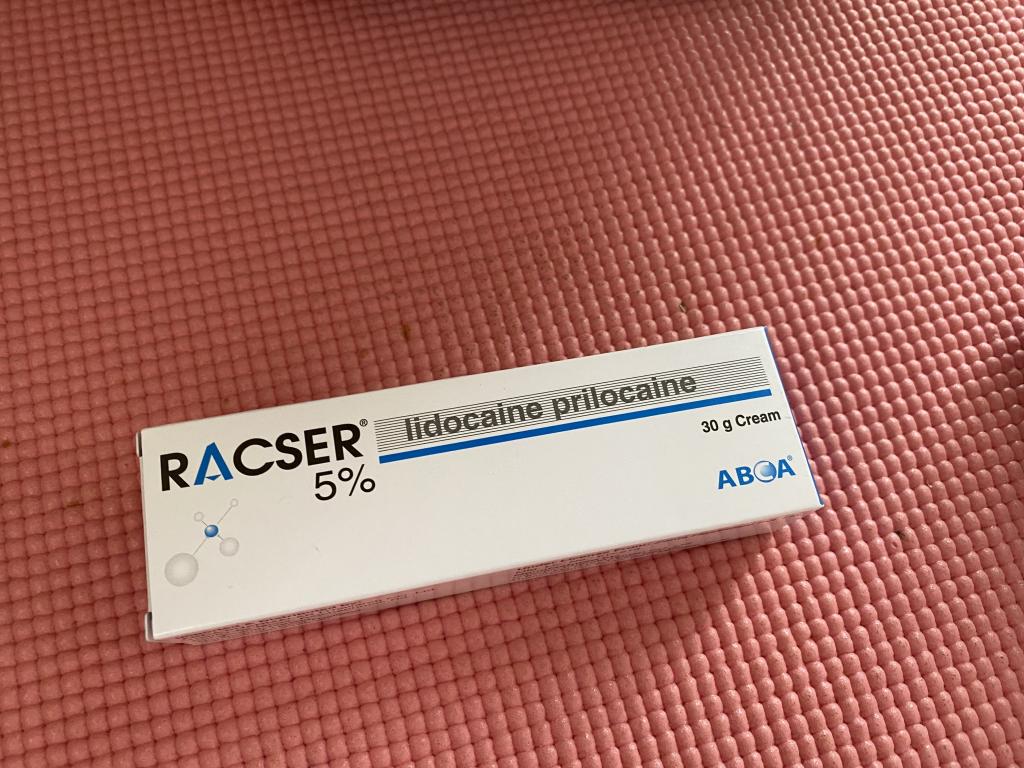 RACSER®
5%
lidocaine prilocaine
30 g Cream
ABOA®